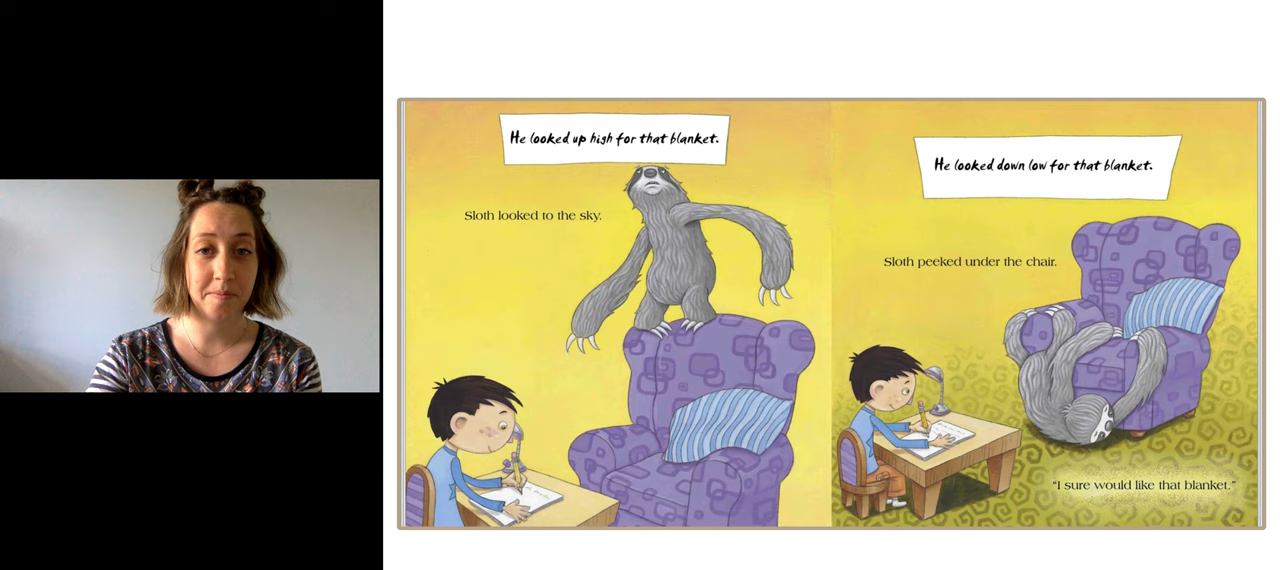 He looked up high for that blanket.
Sloth looked to the sky.
He looked down low for that blanket.
Sloth peeked under the chair.
“I sure would like that blanket.”